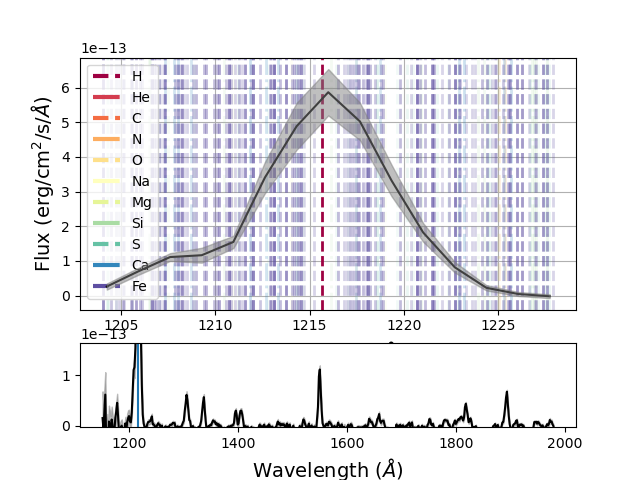 1e−13
Flux (erg/cm²/s/Å)
6
5
4
3
2
1
0
H
He
C
N
O
Na
Mg
Si
S
Ca
Fe
1205 1210 1215 1220 1225
1e−13
1
0
1200 1400 1600 1800 2000
Wavelength (Å)